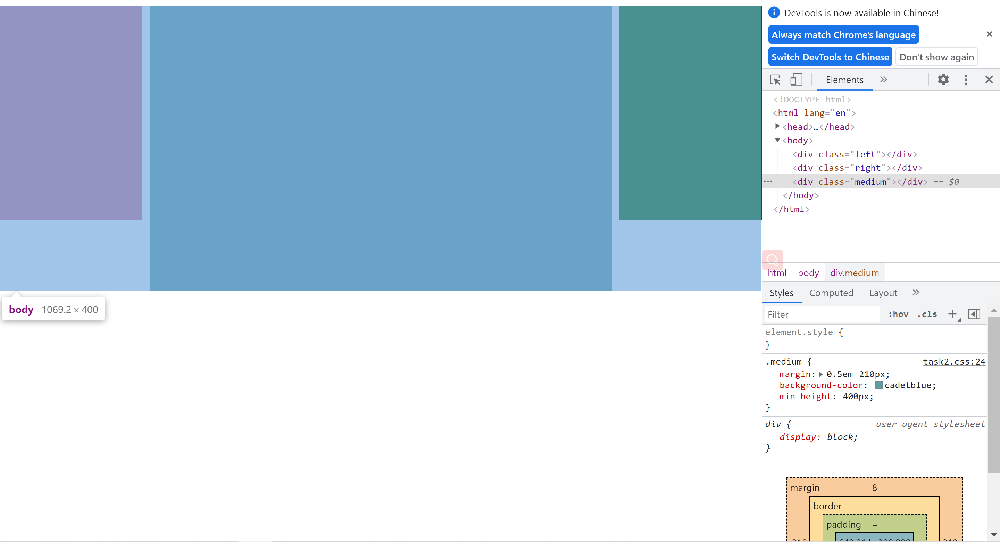 body 1069.2 × 400
DevTools is now available in Chinese!
Always match Chrome's language
Switch DevTools to Chinese Don't show again
Elements
<!DOCTYPE html>
<html lang="en">
<head>…</head>
<body>
<div class="left"></div>
<div class="right"></div>
<div class="medium"></div> == $0
</body>
</html>
html body div.medium
Styles Computed Layout
Filter :hov .cls
element.style {
}
.medium { task2.css:24
margin: 0.5em 210px;
background-color: cadetblue;
min-height: 400px;
}
div { user agent stylesheet
display: block;
}
margin 8
border –
padding –